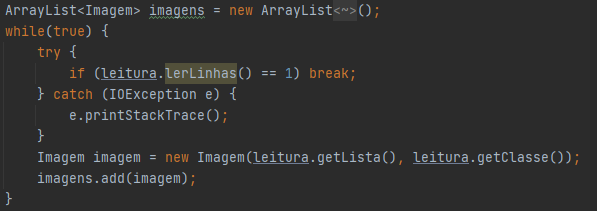 ArrayList<Imagem> imagens = new ArrayList<~>();
while(true) {
    try {
        if (leitura.lerLinhas() == 1) break;
    } catch (IOException e) {
        e.printStackTrace();
    }
    Imagem imagem = new Imagem(leitura.getLista(), leitura.getClasse());
    imagens.add(imagem);
}